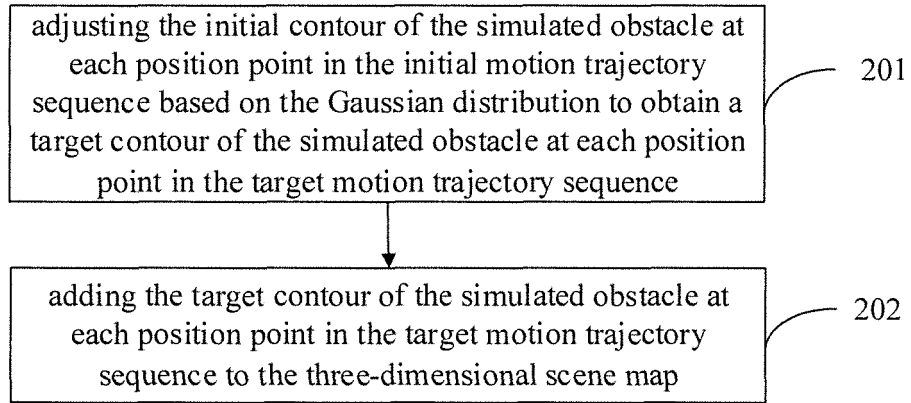 adjusting the initial contour of the simulated obstacle at
each position point in the initial motion trajectory
sequence based on the Gaussian distribution to obtain a
target contour of the simulated obstacle at each position
point in the target motion trajectory sequence
201
adding the target contour of the simulated obstacle at
each position point in the target motion trajectory
sequence to the three-dimensional scene map
202